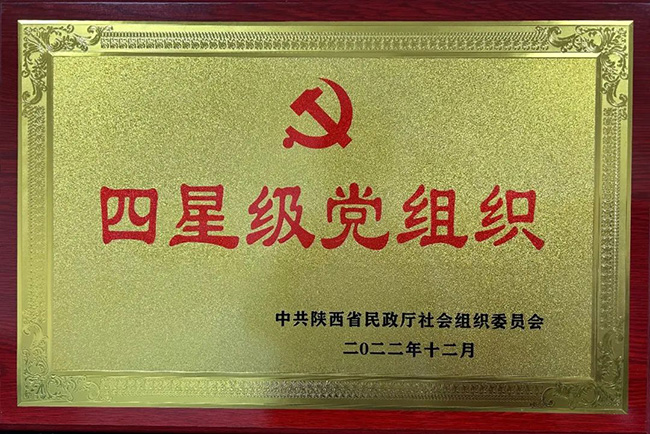 四星级党组织
中共陕西省民政厅社会组织委员会
二〇二二年十二月